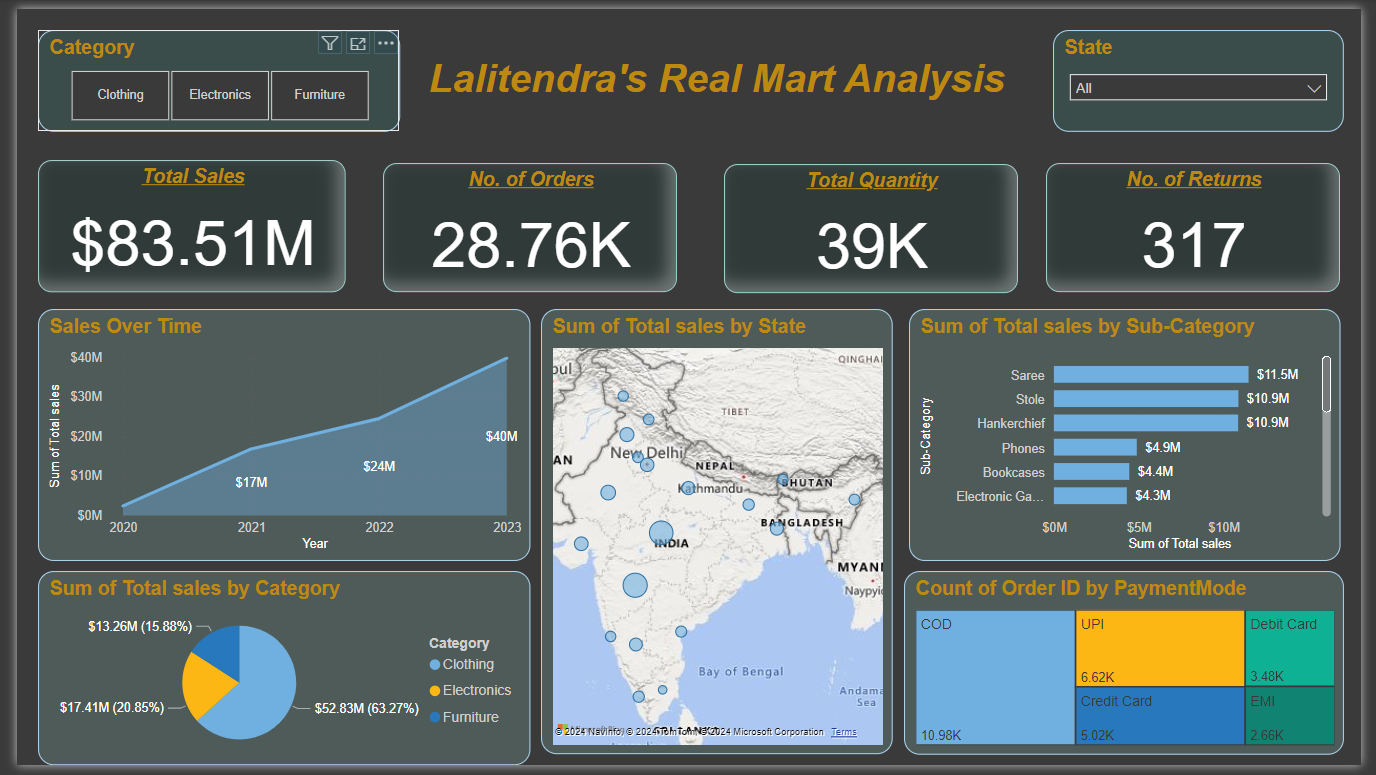 Category
Clothing
Electronics
Furniture
Lalitendra's Real Mart Analysis
State
All
Total Sales
$83.51M
No. of Orders
28.76K
Total Quantity
39K
No. of Returns
317
Sales Over Time
Sum of Total sales
$40M
$30M
$20M
$10M
$0M
$17M
$24M
$40M
2020 2021 2022 2023
Year
Sum of Total sales by Category
$13.26M (15.88%)
$17.41M (20.85%)
$52.83M (63.27%)
Category
Clothing
Electronics
Furniture
Sum of Total sales by State
QINGHAI
TIBET
New Delhi
NEPAL
Kathmandu
BHUTAN
BANGLADESH
INDIA
MYAN
Naypyi
Bay of Bengal
Andama
Sea
© 2024 NavInfo, © 2024 TomTom, © 2024 Microsoft Corporation Terms
Sum of Total sales by Sub-Category
Sub-Category
Saree $11.5M
Stole $10.9M
Hankerchief $10.9M
Phones $4.9M
Bookcases $4.4M
Electronic Ga... $4.3M
$0M $5M $10M
Sum of Total sales
Count of Order ID by PaymentMode
COD
10.98K
UPI
6.62K
Debit Card
3.48K
Credit Card
5.02K
EMI
2.66K